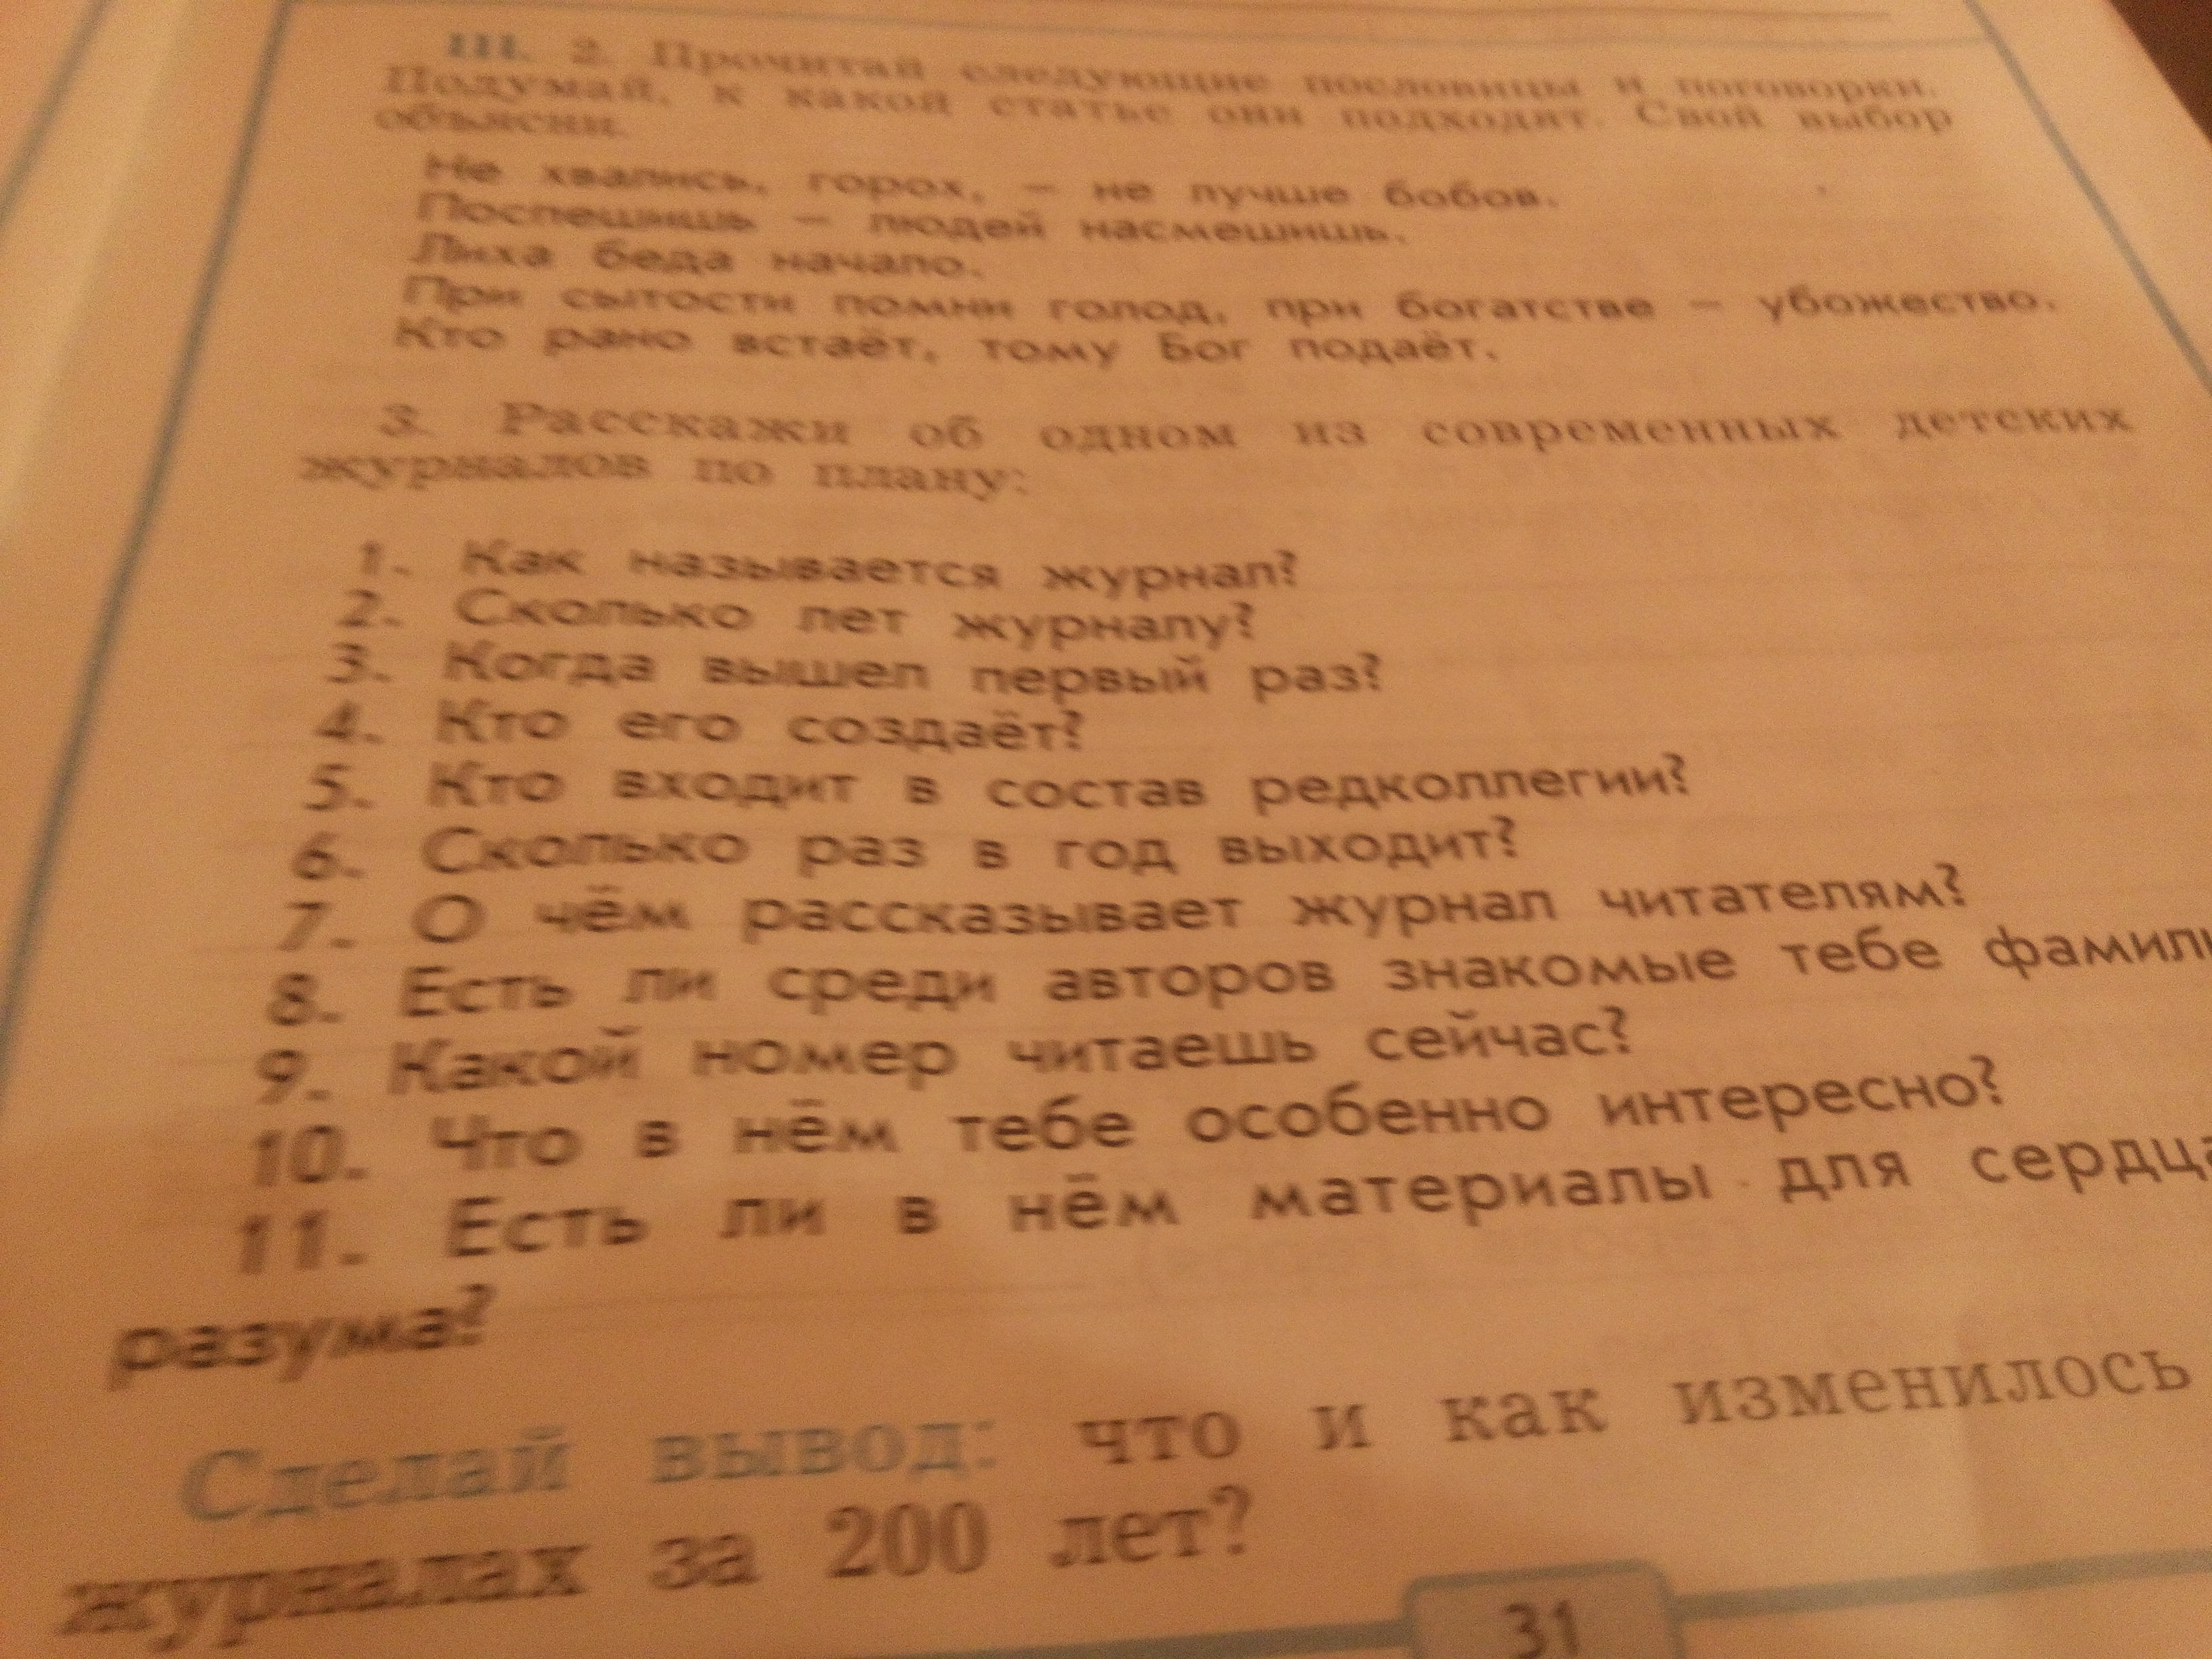 III. 2. Прочитай следующие пословицы и поговорки.
Подумай, к какой статье они подходят. Свой выбор
объясни.
Не хвались, горох, – не лучше бобов.
Поспешишь – людей насмешишь.
Лиха беда начало.
При сытости помни голод, при богатстве – убожество.
Кто рано встаёт, тому Бог подаёт.
3. Расскажи об одном из современных детских
журналов по плану:
1. Как называется журнал?
2. Сколько лет журналу?
3. Когда вышел первый раз?
4. Кто его создаёт?
5. Кто входит в состав редколлегии?
6. Сколько раз в год выходит?
7. О чём рассказывает журнал читателям?
8. Есть ли среди авторов знакомые тебе
9. Какой номер читаешь сейчас?
10. Что в нём тебе особенно интересно?
11. Есть ли в нём материалы для сердца
разума?
Сделай вывод: что и как изменилось
журналах за 200 лет?
31